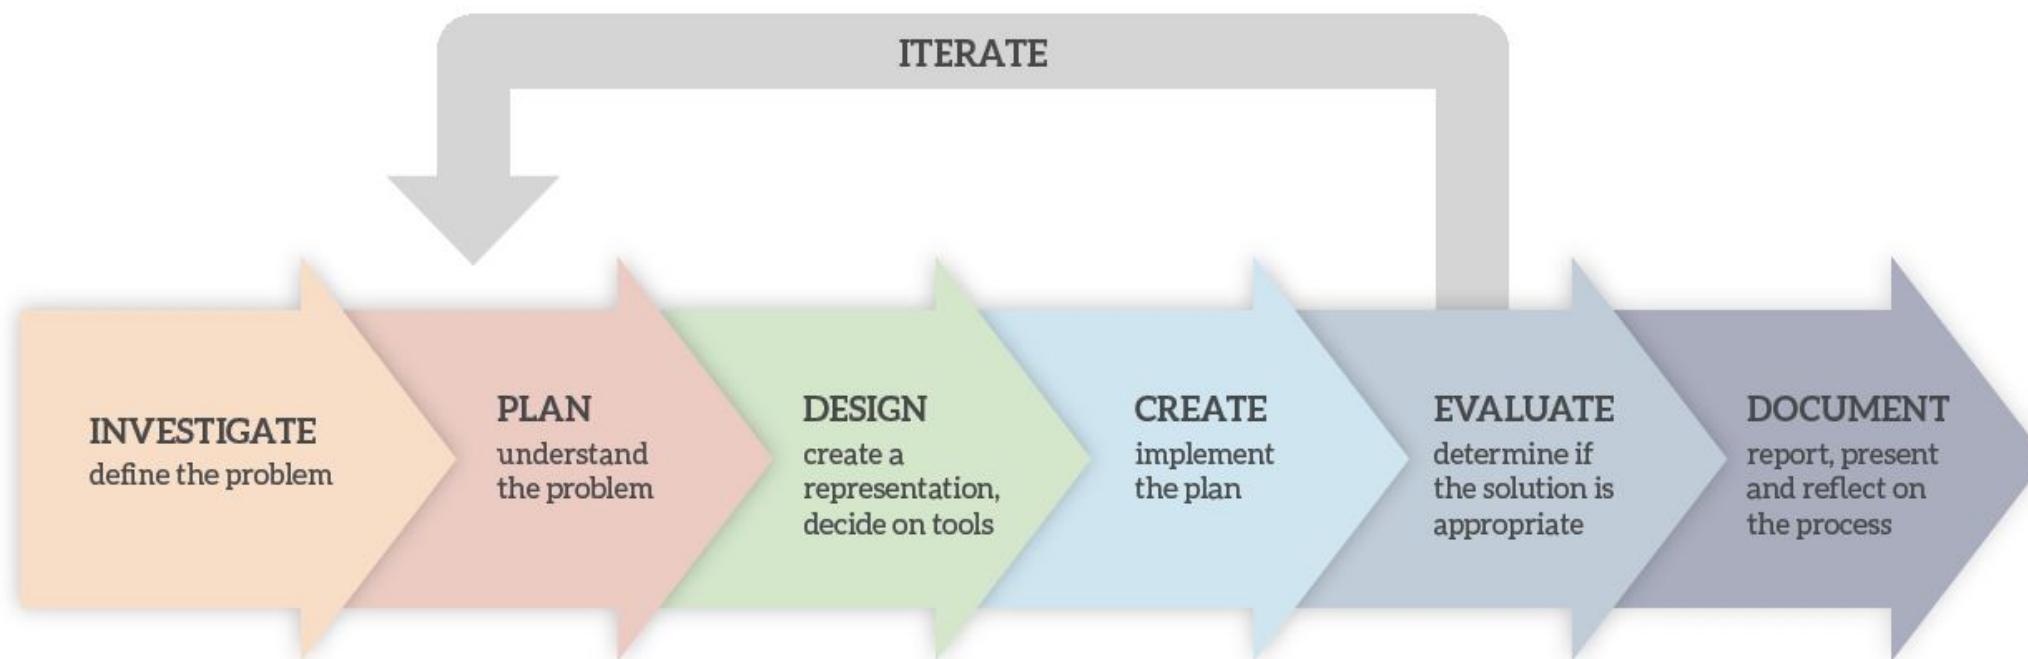 ITERATE
INVESTIGATE
define the problem
PLAN
understand
the problem
DESIGN
create a
representation,
decide on tools
CREATE
implement
the plan
EVALUATE
determine if
the solution is
appropriate
DOCUMENT
report, present
and reflect on
the process